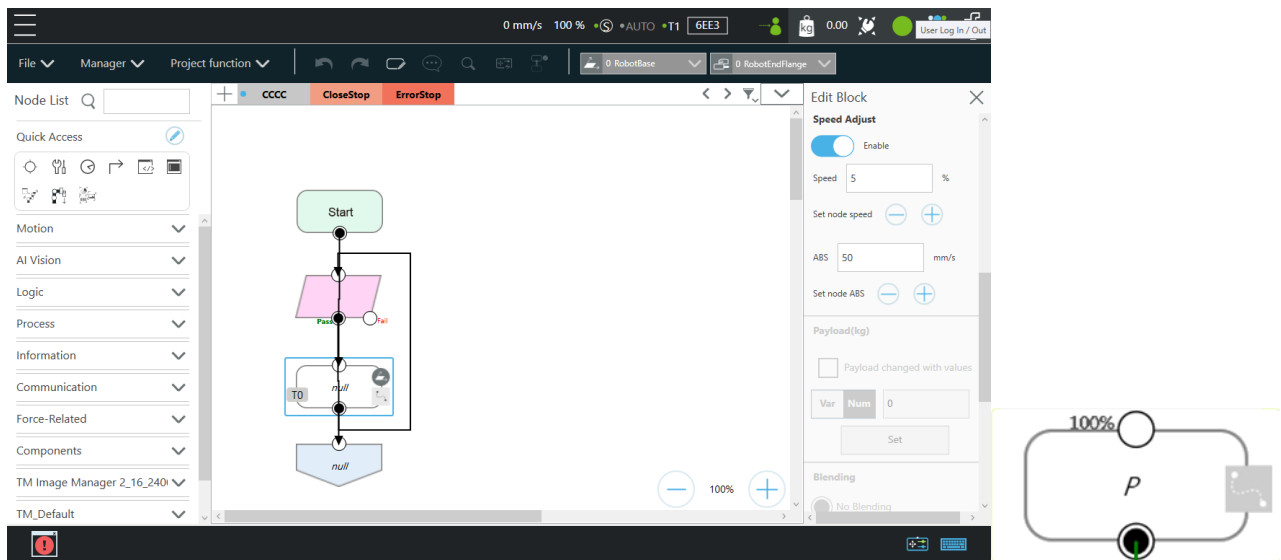 0 mm/s 100 % •Ⓢ •AUTO •T1 6EE3 kg 0.00
User Log In / Out
File Manager Project function 0 RobotBase 0 RobotEndFlange
Node List
Quick Access
Motion
AI Vision
Logic
Process
Information
Communication
Force-Related
Components
TM Image Manager 2_16_240
TM_Default
CCCC CloseStop ErrorStop
Start
Pass Fail
T0 null
null
100%
Edit Block
Speed Adjust
Enable
Speed 5 %
Set node speed
ABS 50 mm/s
Set node ABS
Payload(kg)
Payload changed with values
Var Num 0
Set
Blending
No Blending
100%
P